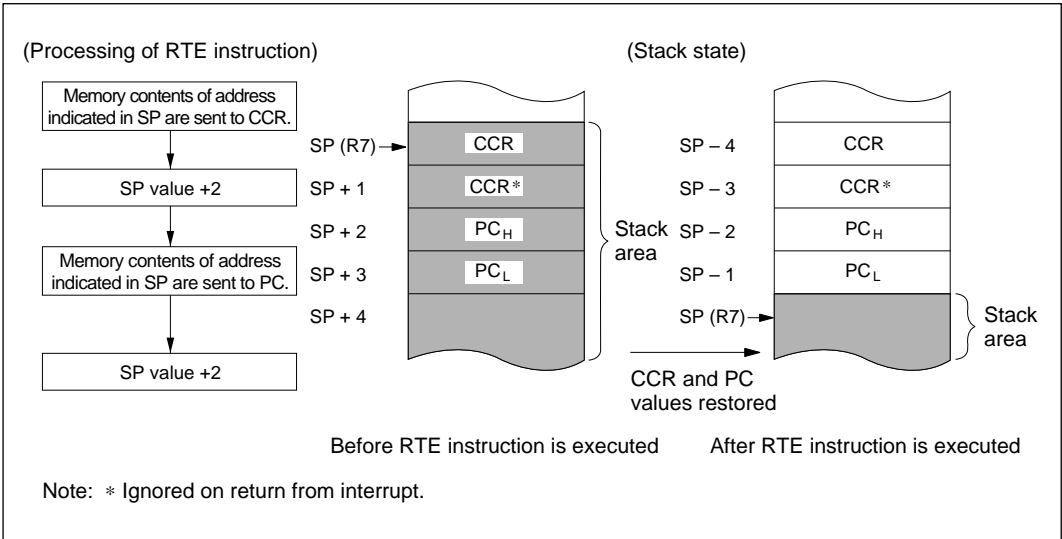 (Processing of RTE instruction)
(Stack state)
Memory contents of address
indicated in SP are sent to CCR.
SP value +2
Memory contents of address
indicated in SP are sent to PC.
SP value +2
SP (R7)
SP + 1
SP + 2
SP + 3
SP + 4
CCR
CCR*
PCH
PCL
Stack
area
SP – 4
SP – 3
SP – 2
SP – 1
SP (R7)
CCR
CCR*
PCH
PCL
Stack
area
CCR and PC
values restored
Before RTE instruction is executed
After RTE instruction is executed
Note: * Ignored on return from interrupt.